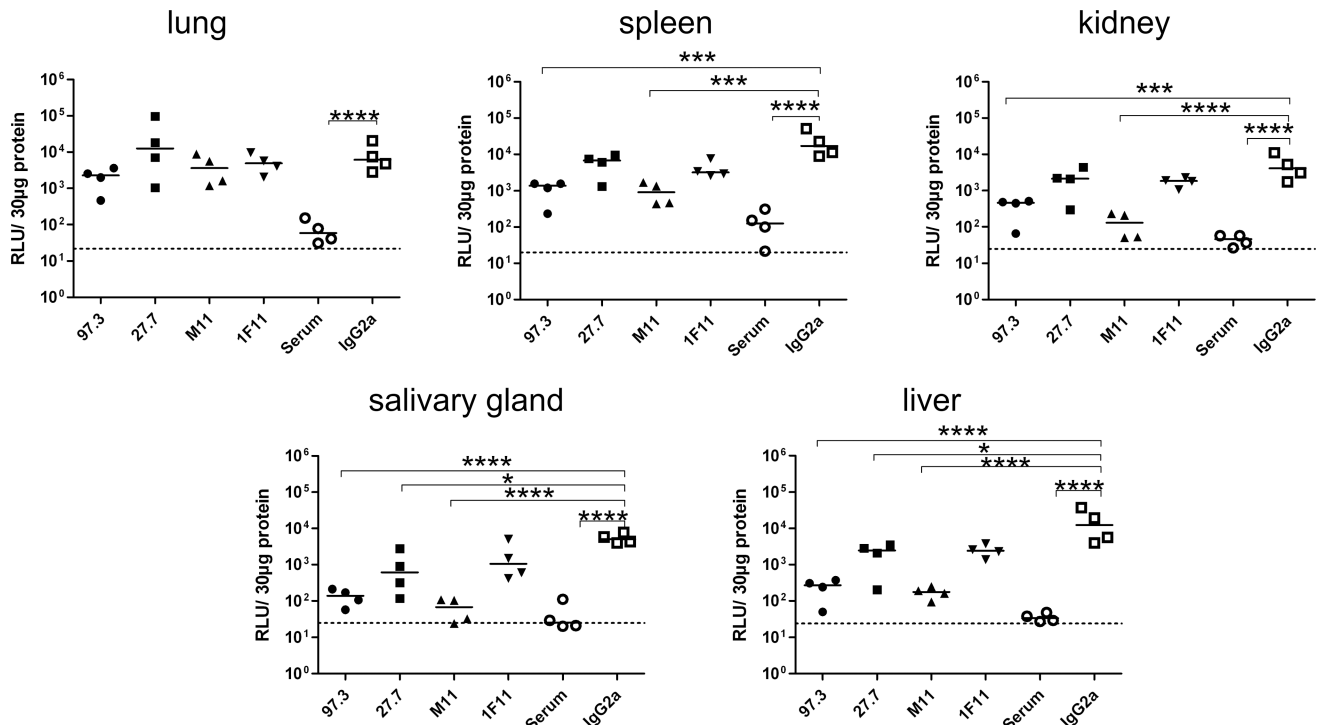 lung
****
RLU/ 30µg protein
10⁶
10⁵
10⁴
10³
10²
10¹
10⁰
97.3
27.7
M11
1F11
Serum
IgG2a
spleen
***
***
****
RLU/ 30µg protein
10⁶
10⁵
10⁴
10³
10²
10¹
10⁰
97.3
27.7
M11
1F11
Serum
IgG2a
kidney
***
****
****
RLU/ 30µg protein
10⁶
10⁵
10⁴
10³
10²
10¹
10⁰
97.3
27.7
M11
1F11
Serum
IgG2a
salivary gland
****
*
****
****
RLU/ 30µg protein
10⁶
10⁵
10⁴
10³
10²
10¹
10⁰
97.3
27.7
M11
1F11
Serum
IgG2a
liver
****
*
****
****
RLU/ 30µg protein
10⁶
10⁵
10⁴
10³
10²
10¹
10⁰
97.3
27.7
M11
1F11
Serum
IgG2a